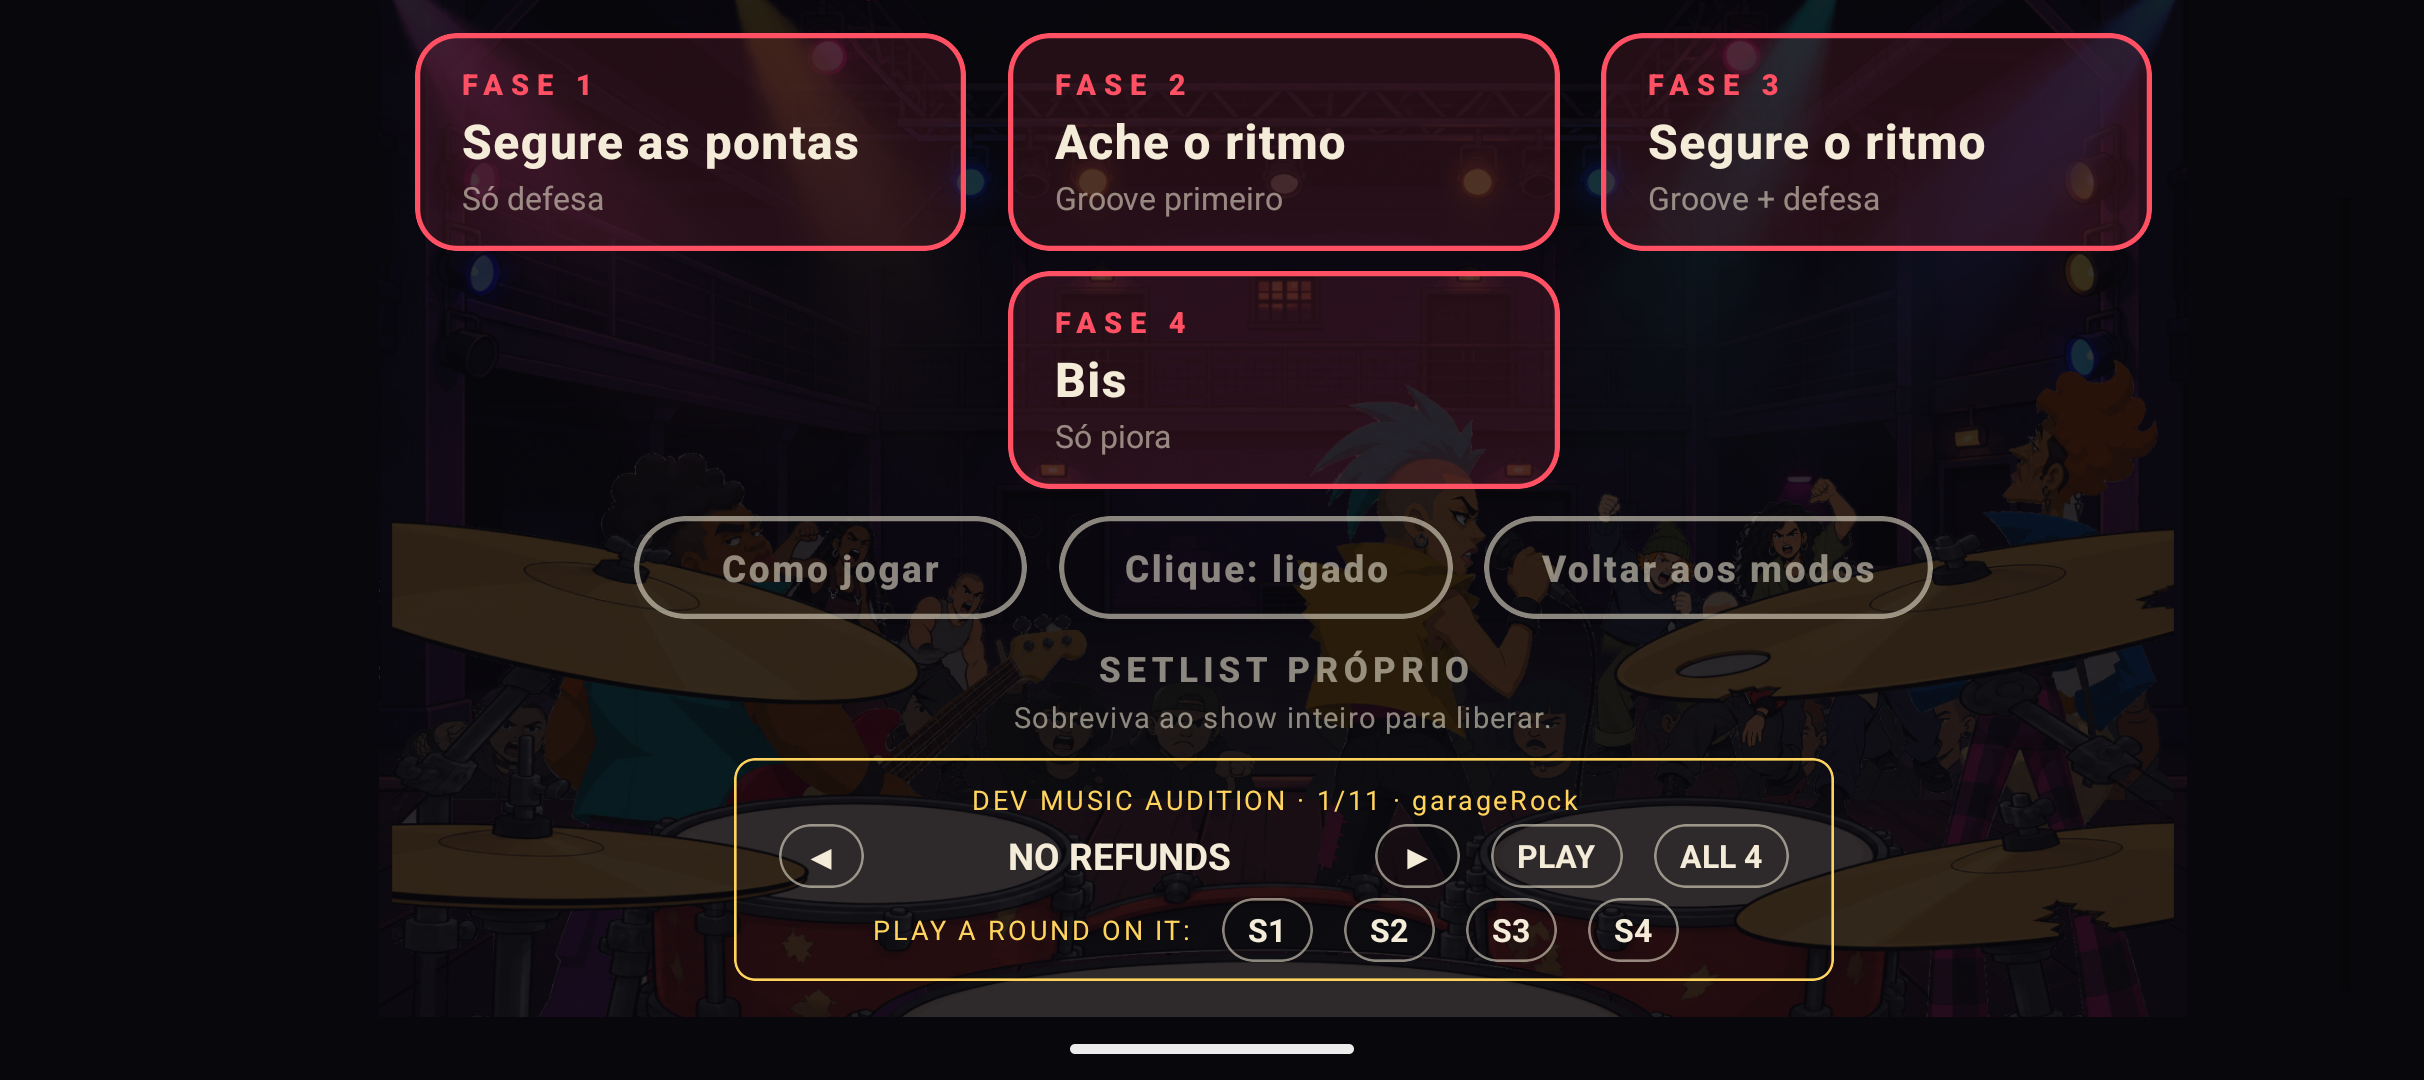 FASE 1
Segure as pontas
Só defesa
FASE 2
Ache o ritmo
Groove primeiro
FASE 3
Segure o ritmo
Groove + defesa
FASE 4
Bis
Só piora
Como jogar
Clique: ligado
Voltar aos modos
SETLIST PRÓPRIO
Sobreviva ao show inteiro para liberar.
DEV MUSIC AUDITION · 1/11 · garageRock
◀ NO REFUNDS ▶ PLAY ALL 4
PLAY A ROUND ON IT: S1 S2 S3 S4